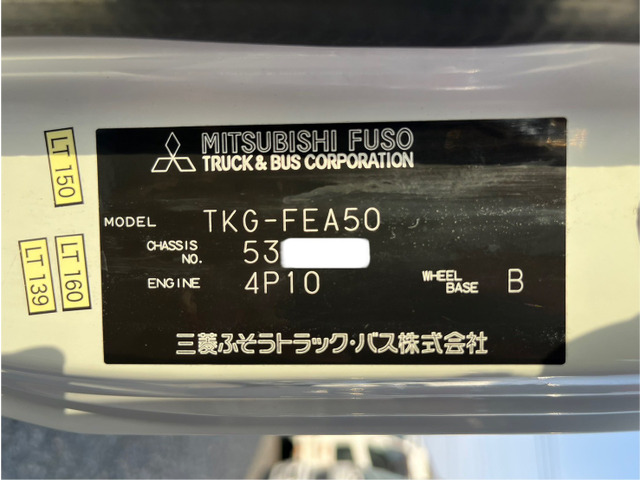 MITSUBISHI FUSO
TRUCK & BUS CORPORATION
MODEL TKG-FEA50
CHASSIS NO. 53
ENGINE 4P10 WHEEL BASE B
三菱ふそうトラック・バス株式会社
LT 150
LT 139
LT 160